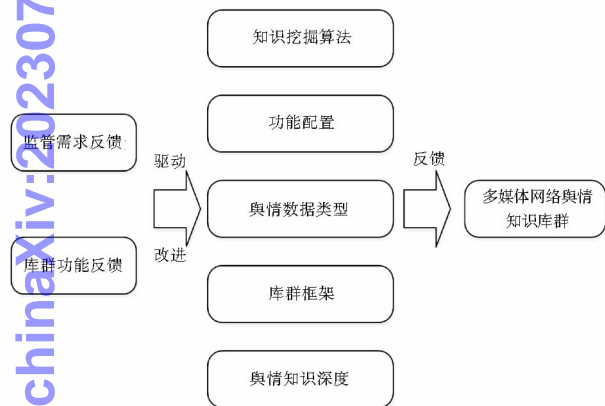 chinaXiv:202307
监管需求反馈
库群功能反馈
驱动
改进
知识挖掘算法
功能配置
舆情数据类型
库群框架
舆情知识深度
反馈
多媒体网络舆情
知识库群